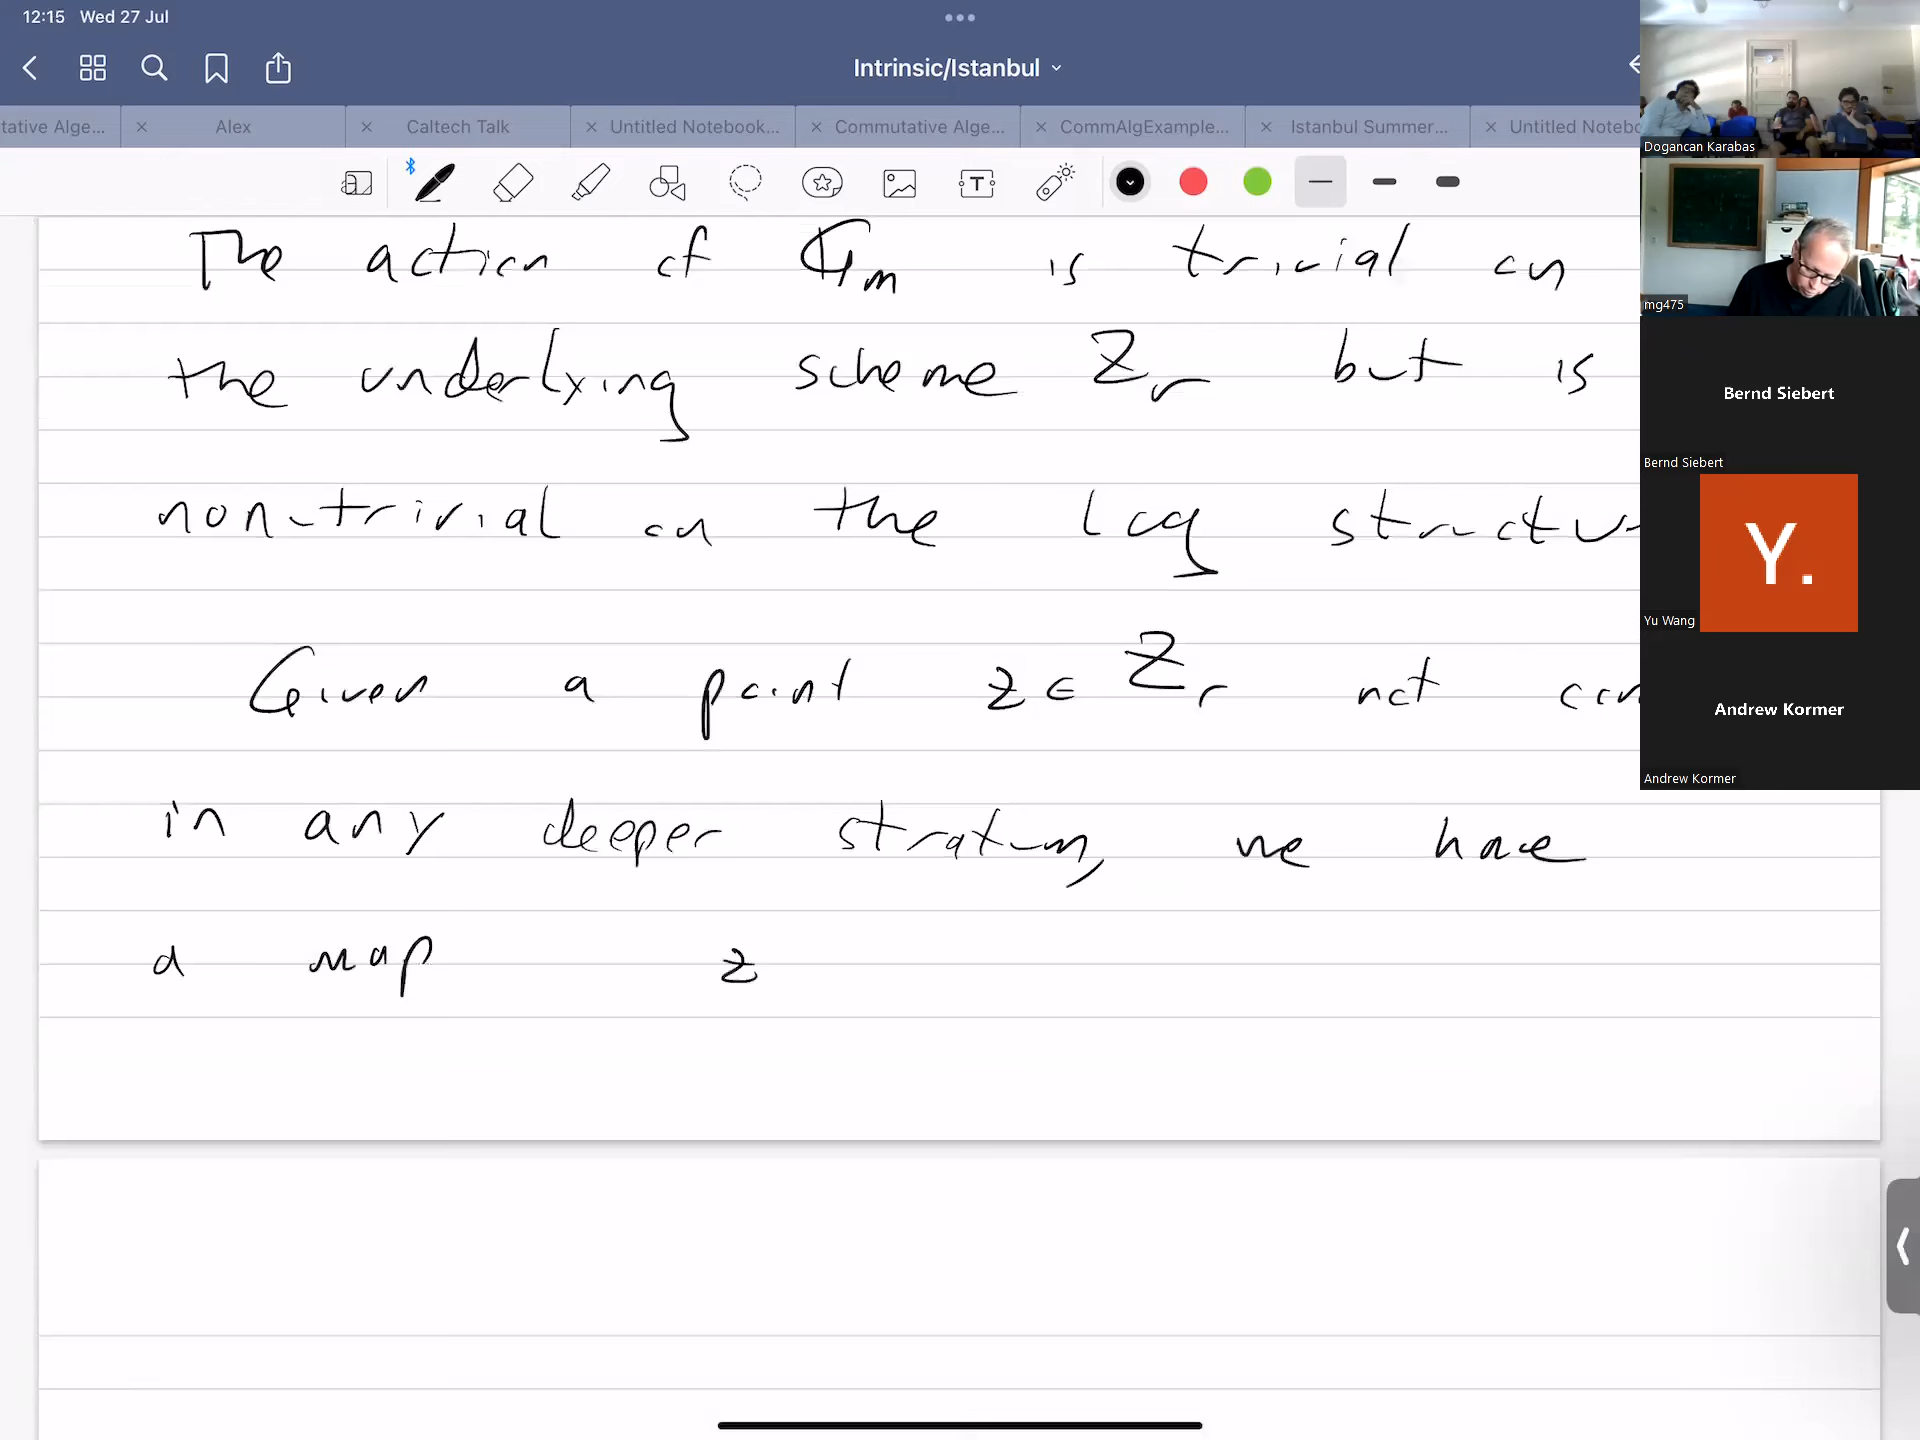 12:15 Wed 27 Jul
Intrinsic/Istanbul
tative Alge...
Alex
Caltech Talk
Untitled Notebook...
Commutative Alge...
CommAlgExample...
Istanbul Summer...
Untitled Notebo
The action of Gm is trivial on
the underlying scheme Zr but is
non-trivial on the log structu
Given a point z ∈ Zr not con
in any deeper stratum, we have
a map z
Dogancan Karabas
mg475
Bernd Siebert
Bernd Siebert
Y.
Yu Wang
Andrew Kormer
Andrew Kormer